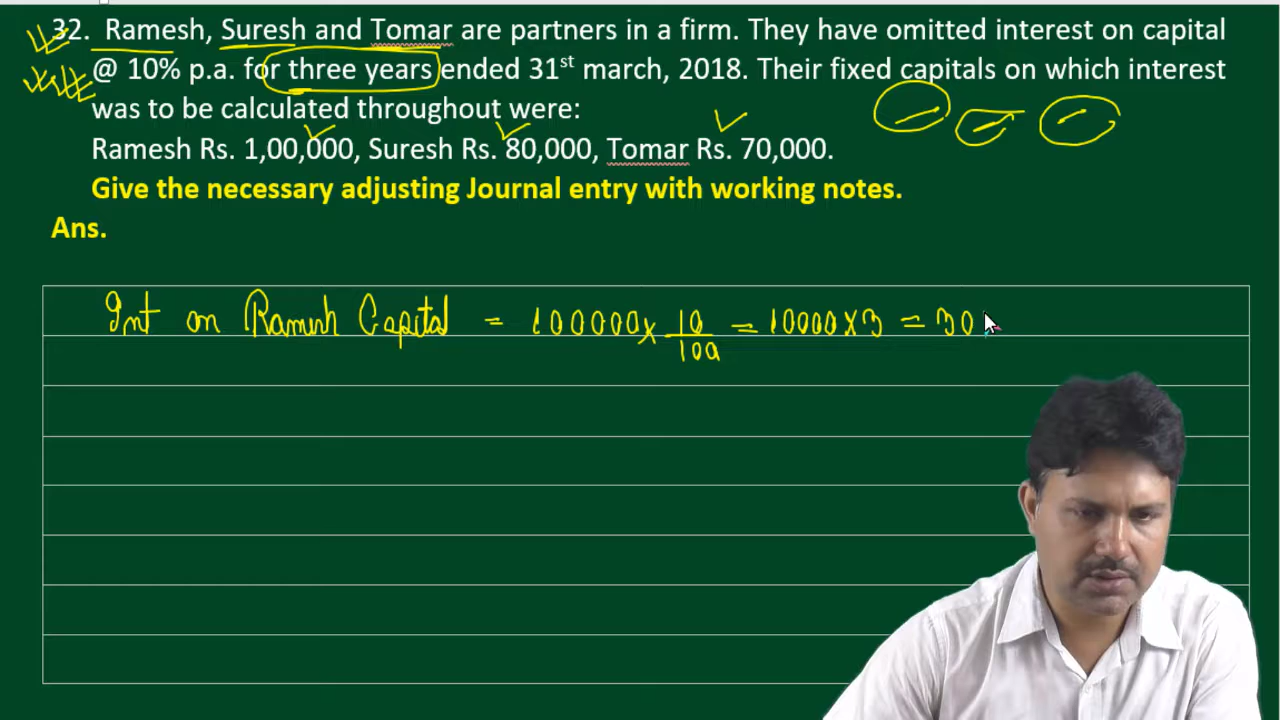 32. Ramesh, Suresh and Tomar are partners in a firm. They have omitted interest on capital
@ 10% p.a. for three years ended 31st march, 2018. Their fixed capitals on which interest
was to be calculated throughout were:
Ramesh Rs. 1,00,000, Suresh Rs. 80,000, Tomar Rs. 70,000.
Give the necessary adjusting Journal entry with working notes.
Ans.
Int on Ramesh Capital = 100000 × 10/100 = 10000 × 3 = 30